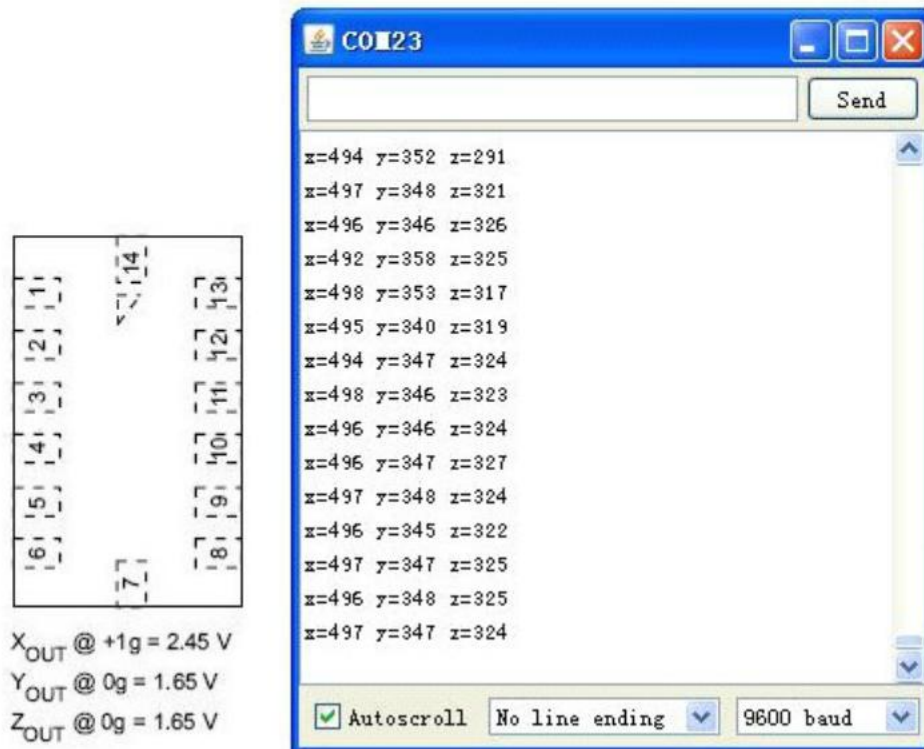 COM23
Send
x=494 y=352 z=291
x=497 y=348 z=321
x=496 y=346 z=326
x=492 y=358 z=325
x=498 y=353 z=317
x=495 y=340 z=319
x=494 y=347 z=324
x=498 y=346 z=323
x=496 y=346 z=324
x=496 y=347 z=327
x=497 y=348 z=324
x=496 y=345 z=322
x=497 y=347 z=325
x=496 y=348 z=325
x=497 y=347 z=324
Autoscroll
No line ending
9600 baud
14
1
13
2
12
3
11
4
10
5
9
6
8
7
XOUT @ +1g = 2.45 V
YOUT @ 0g = 1.65 V
ZOUT @ 0g = 1.65 V